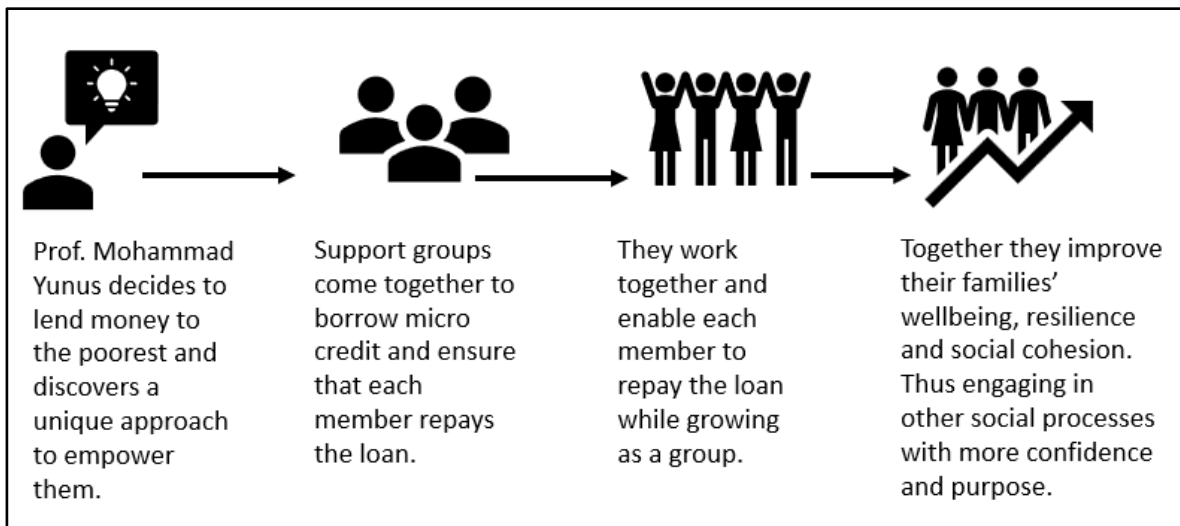 Prof. Mohammad
Yunus decides to
lend money to
the poorest and
discovers a
unique approach
to empower
them.
Support groups
come together to
borrow micro
credit and ensure
that each
member repays
the loan.
They work
together and
enable each
member to
repay the loan
while growing
as a group.
Together they improve
their families’
wellbeing, resilience
and social cohesion.
Thus engaging in
other social processes
with more confidence
and purpose.